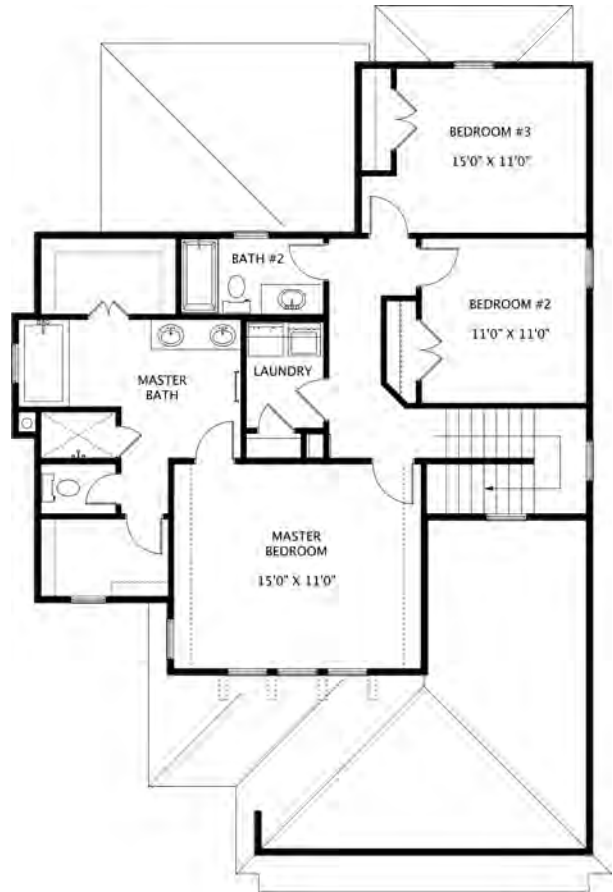 BEDROOM #3
15'0" X 11'0"
BATH #2
BEDROOM #2
11'0" X 11'0"
LAUNDRY
MASTER
BATH
MASTER
BEDROOM
15'0" X 11'0"